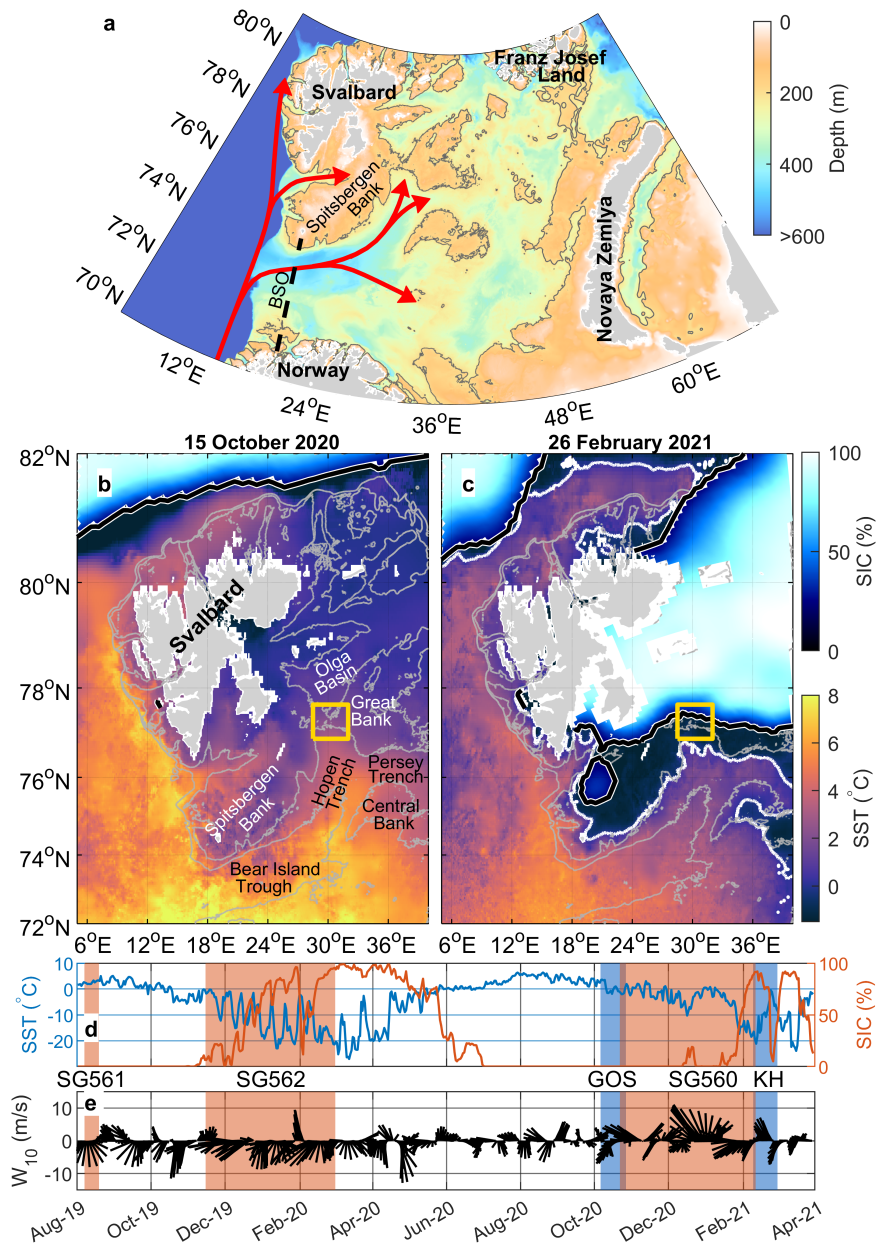 a
80°N
78°N
76°N
74°N
72°N
70°N
12°E
24°E
36°E
48°E
60°E
Svalbard
Franz Josef
Land
Spitsbergen
Bank
BSO
Norway
Novaya Zemlya
0
200
400
>600
Depth (m)
15 October 2020
26 February 2021
b
c
82°N
80°N
78°N
76°N
74°N
72°N
Svalbard
Olga
Basin
Great
Bank
Persey
Trench
Hopen
Trench
Central
Bank
Spitsbergen
Bank
Bear Island
Trough
6°E
12°E
18°E
24°E
30°E
36°E
6°E
12°E
18°E
24°E
30°E
36°E
100
50
0
SIC (%)
8
6
4
2
0
SST (°C)
d
10
0
-10
-20
SST (°C)
100
50
0
SIC (%)
SG561
SG562
GOS
SG560
KH
e
10
0
-10
W10 (m/s)
Aug-19
Oct-19
Dec-19
Feb-20
Apr-20
Jun-20
Aug-20
Oct-20
Dec-20
Feb-21
Apr-21